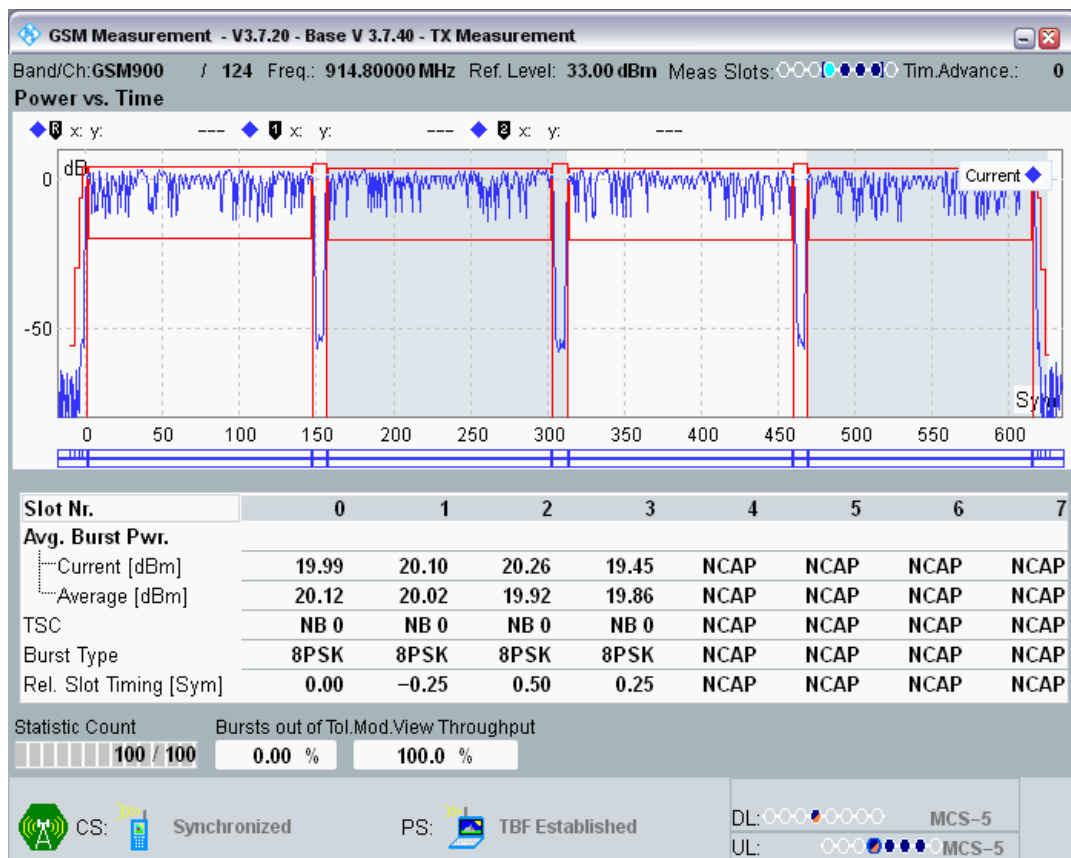 GSM Measurement - V3.7.20 - Base V 3.7.40 - TX Measurement
Band/Ch:GSM900 / 124 Freq.: 914.80000 MHz Ref. Level: 33.00 dBm Meas Slots: Tim.Advance.: 0
Power vs. Time
R x: y: --- 1 x: y: --- 2 x: y: ---
dB
Current
0
-50
Sym
0 50 100 150 200 250 300 350 400 450 500 550 600
Slot Nr. 0 1 2 3 4 5 6 7
Avg. Burst Pwr.
Current [dBm] 19.99 20.10 20.26 19.45 NCAP NCAP NCAP NCAP
Average [dBm] 20.12 20.02 19.92 19.86 NCAP NCAP NCAP NCAP
TSC NB 0 NB 0 NB 0 NB 0 NCAP NCAP NCAP NCAP
Burst Type 8PSK 8PSK 8PSK 8PSK NCAP NCAP NCAP NCAP
Rel. Slot Timing [Sym] 0.00 −0.25 0.50 0.25 NCAP NCAP NCAP NCAP
Statistic Count Bursts out of Tol.Mod.View Throughput
100 / 100 0.00 % 100.0 %
CS: Synchronized PS: TBF Established
DL: MCS−5
UL: MCS−5